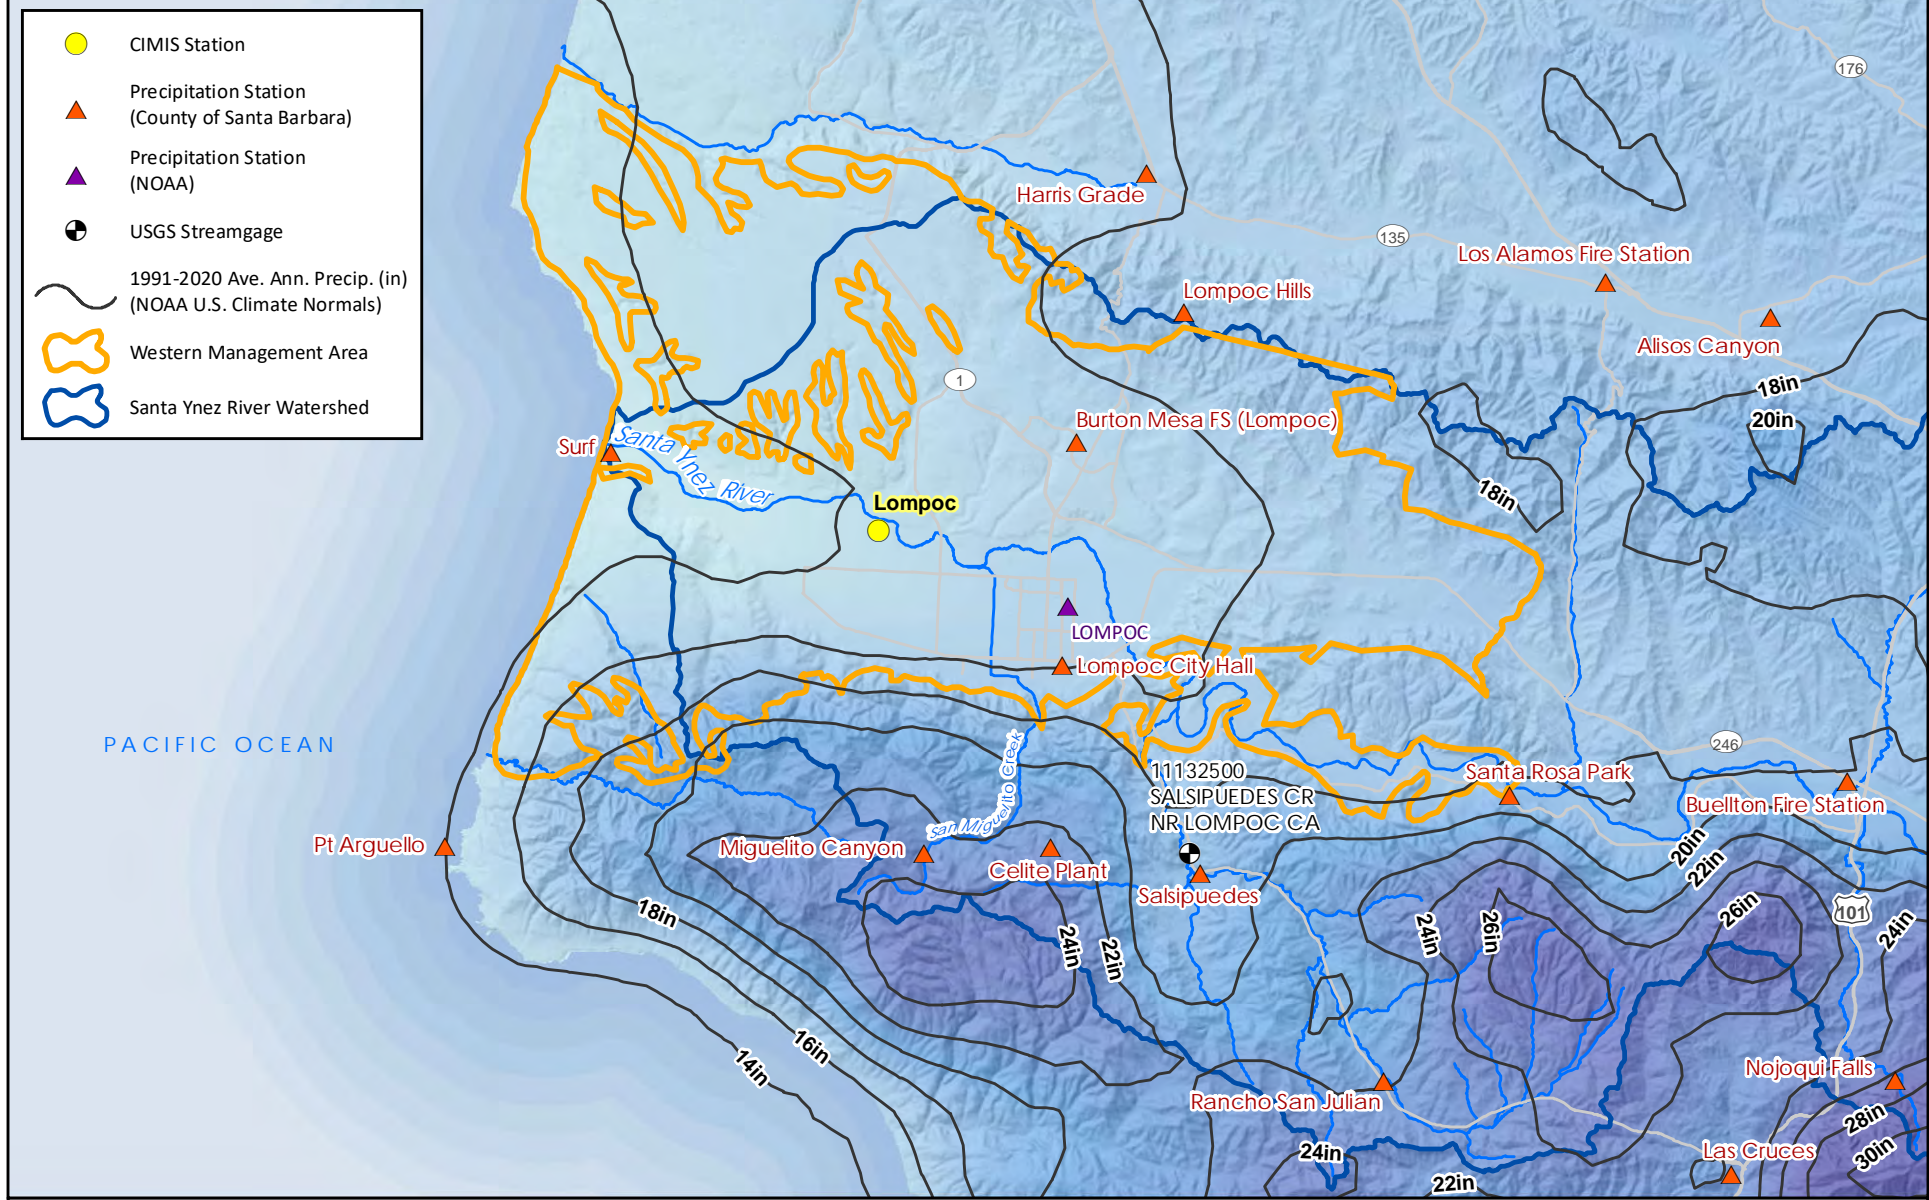 CIMIS Station
Precipitation Station
(County of Santa Barbara)
Precipitation Station
(NOAA)
USGS Streamgage
1991-2020 Ave. Ann. Precip. (in)
(NOAA U.S. Climate Normals)
Western Management Area
Santa Ynez River Watershed
176
Harris Grade
135
Los Alamos Fire Station
Lompoc Hills
Alisos Canyon
18in
1
20in
Burton Mesa FS (Lompoc)
Surf
Santa Ynez River
18in
Lompoc
LOMPOC
Lompoc City Hall
PACIFIC OCEAN
246
San Miguelito Creek
11132500
SALSIPUEDES CR
NR LOMPOC CA
Santa Rosa Park
Buellton Fire Station
Pt Arguello
Miguelito Canyon
Celite Plant
20in
22in
Salsipuedes
18in
24in
22in
24in
26in
26in
101
24in
16in
14in
Nojoqui Falls
Rancho San Julian
28in
24in
Las Cruces
30in
22in